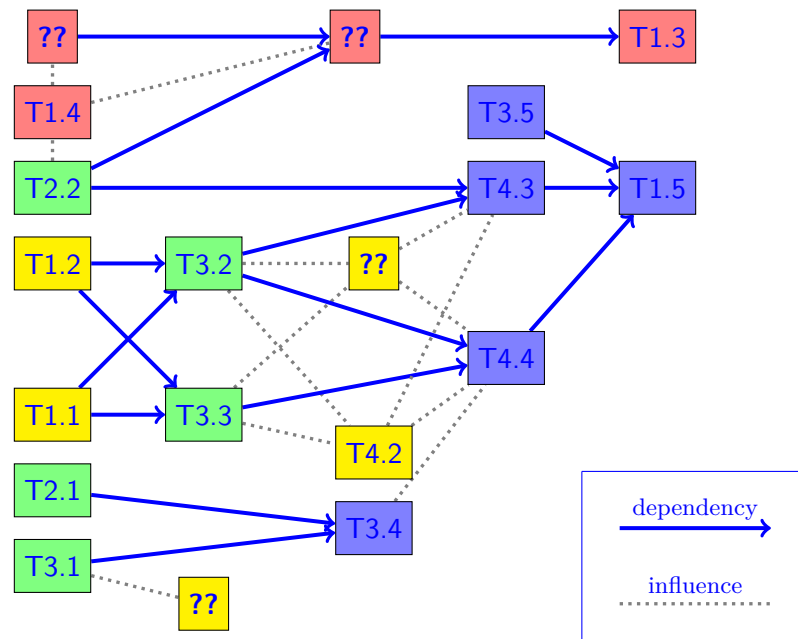 ?? ?? T1.3
T1.4 T3.5
T2.2 T4.3 T1.5
T1.2 T3.2 ??
T4.4
T1.1 T3.3
T4.2
T2.1
dependency
T3.4
T3.1
influence
??